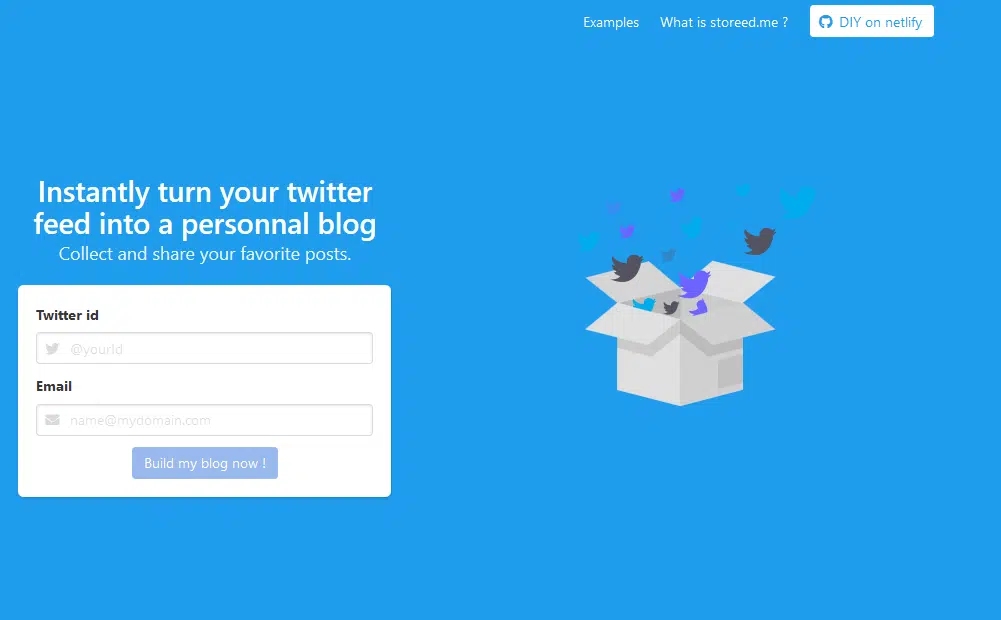 Examples
What is storeed.me ?
DIY on netlify
Instantly turn your twitter
feed into a personnal blog
Collect and share your favorite posts.
Twitter id
@yourId
Email
name@mydomain.com
Build my blog now !